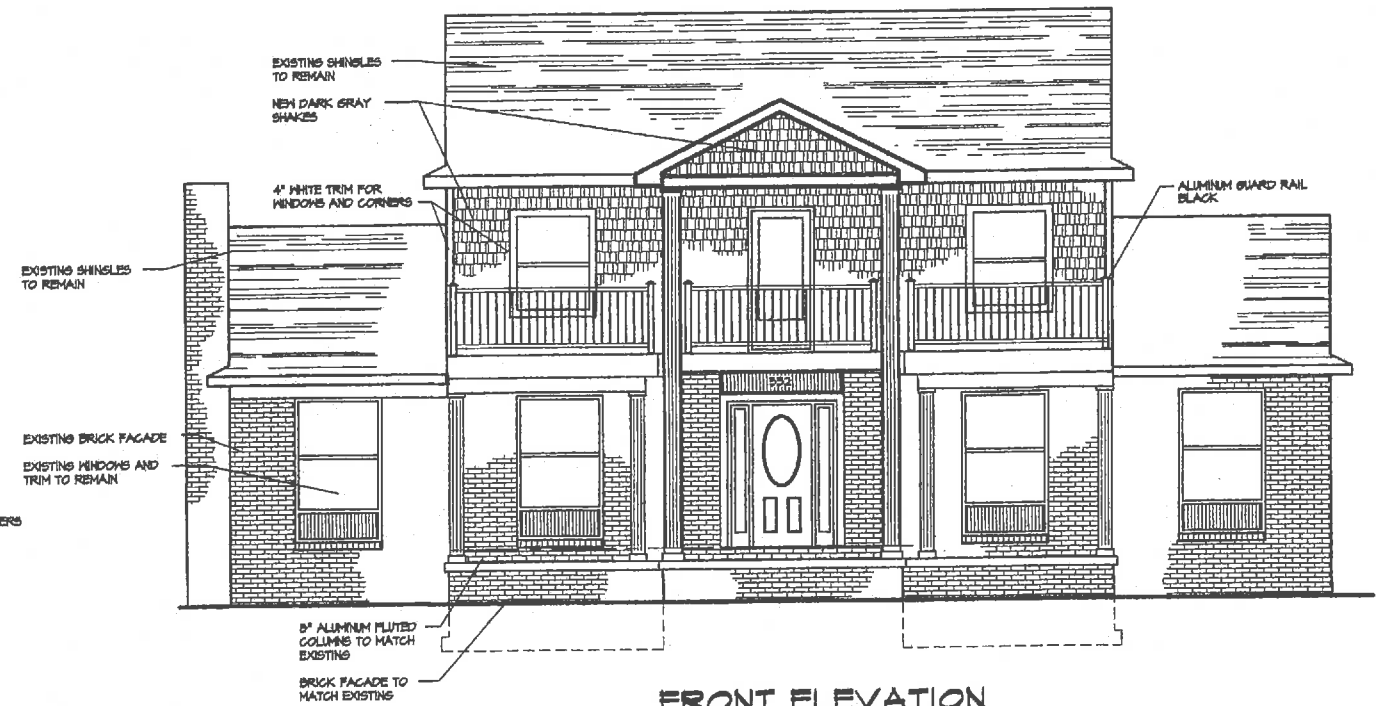 EXISTING SHINGLES
TO REMAIN
NEW DARK GRAY
SHAKES
4" WHITE TRIM FOR
WINDOWS AND CORNERS
ALUMINUM GUARD RAIL
BLACK
EXISTING SHINGLES
TO REMAIN
332
EXISTING BRICK FACADE
EXISTING WINDOWS AND
TRIM TO REMAIN
ERS
8" ALUMINUM FLUTED
COLUMNS TO MATCH
EXISTING
BRICK FACADE TO
MATCH EXISTING
FRONT ELEVATION